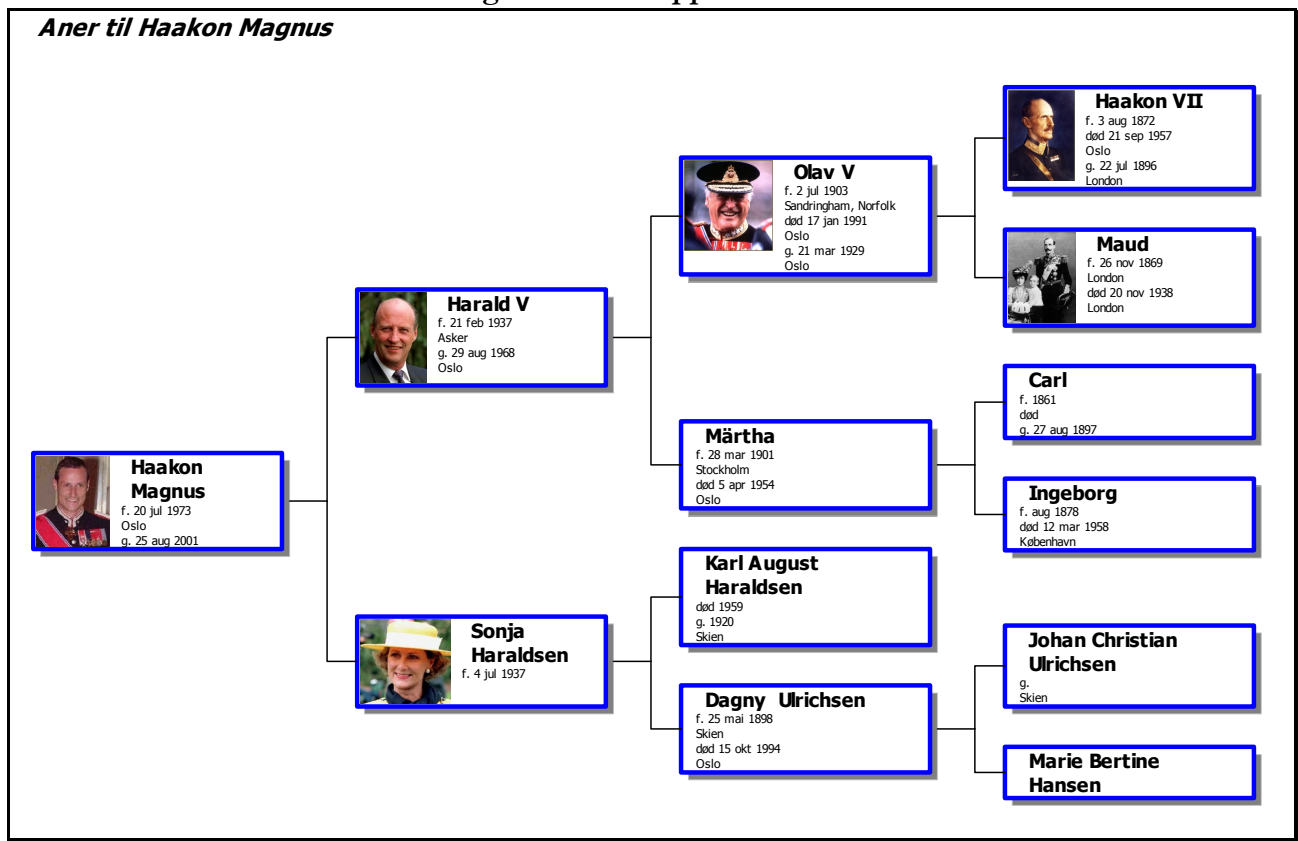 Aner til Haakon Magnus
Haakon
Magnus
f. 20 jul 1973
Oslo
g. 25 aug 2001
Harald V
f. 21 feb 1937
Asker
g. 29 aug 1968
Oslo
Sonja
Haraldsen
f. 4 jul 1937
Olav V
f. 2 jul 1903
Sandringham, Norfolk
død 17 jan 1991
Oslo
g. 21 mar 1929
Oslo
Märtha
f. 28 mar 1901
Stockholm
død 5 apr 1954
Oslo
Karl August
Haraldsen
død 1959
g. 1920
Skien
Dagny Ulrichsen
f. 25 mai 1898
Skien
død 15 okt 1994
Oslo
Haakon VII
f. 3 aug 1872
død 21 sep 1957
Oslo
g. 22 jul 1896
London
Maud
f. 26 nov 1869
London
død 20 nov 1938
London
Carl
f. 1861
død
g. 27 aug 1897
Ingeborg
f. aug 1878
død 12 mar 1958
København
Johan Christian
Ulrichsen
g.
Skien
Marie Bertine
Hansen